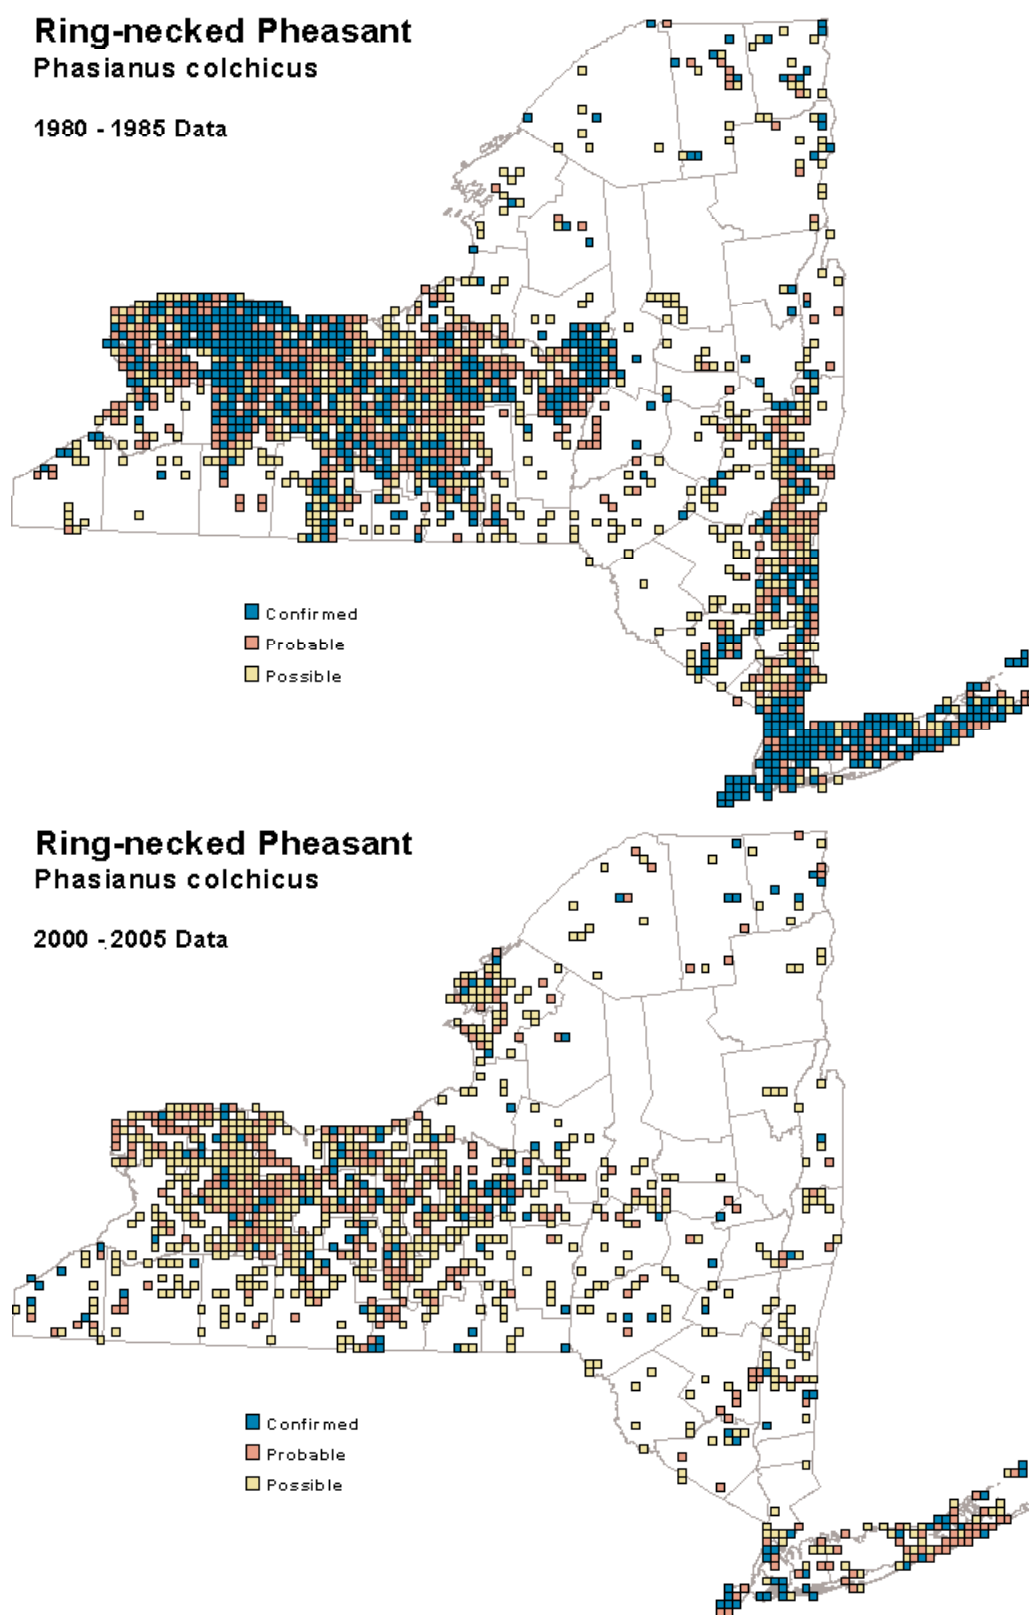 Ring-necked Pheasant
Phasianus colchicus
1980 - 1985 Data
Confirmed
Probable
Possible
Ring-necked Pheasant
Phasianus colchicus
2000 - 2005 Data
Confirmed
Probable
Possible